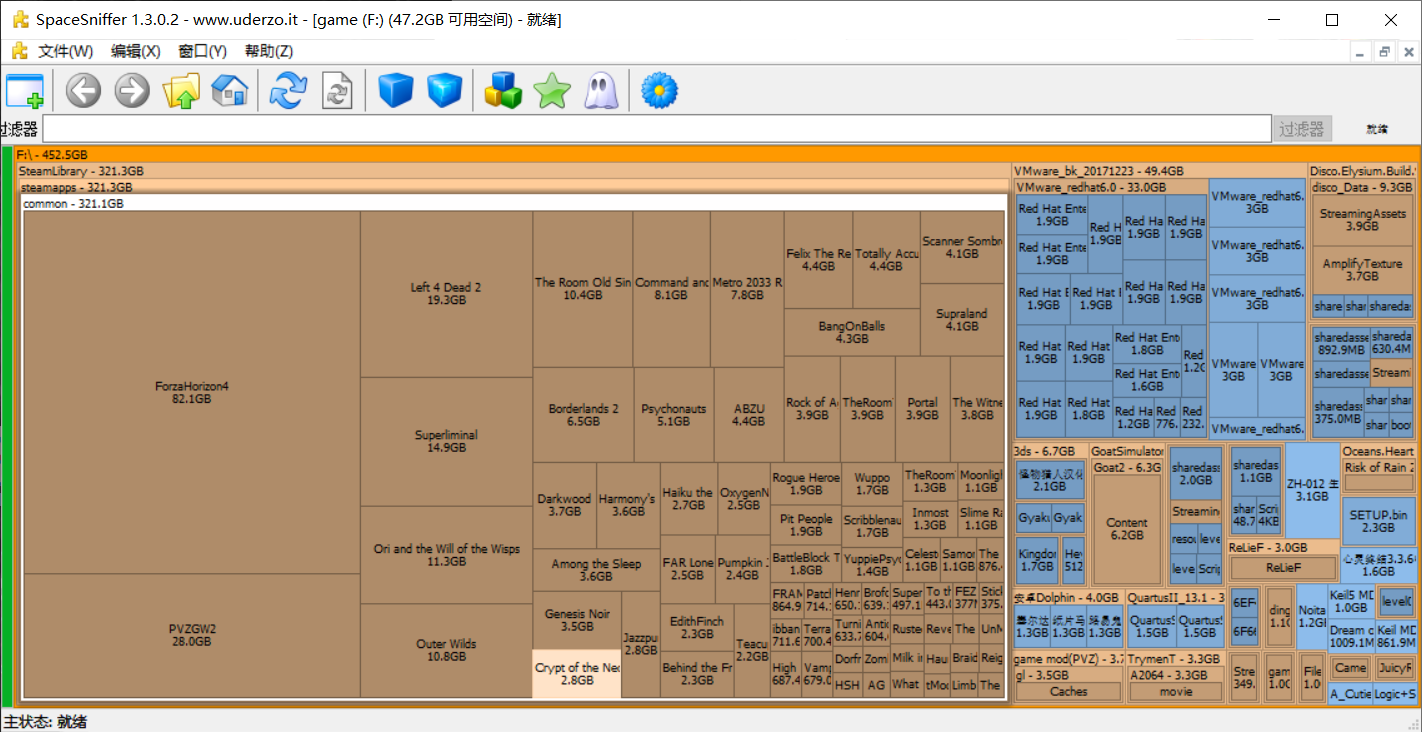 SpaceSniffer 1.3.0.2 - www.uderzo.it - [game (F:) (47.2GB 可用空间) - 就绪]
文件(W) 编辑(X) 窗口(Y) 帮助(Z)
过滤器
过滤器
就绪
F:\ - 452.5GB
SteamLibrary - 321.3GB
steamapps - 321.3GB
common - 321.1GB
ForzaHorizon4
82.1GB
PVZGW2
28.0GB
Left 4 Dead 2
19.3GB
Superliminal
14.9GB
Ori and the Will of the Wisps
11.3GB
Outer Wilds
10.8GB
The Room Old Sin
10.4GB
Command and
8.1GB
Metro 2033 R
7.8GB
Felix The Re
4.4GB
Totally Accu
4.4GB
Scanner Sombr
4.1GB
Supraland
4.1GB
BangOnBalls
4.3GB
Borderlands 2
6.5GB
Psychonauts
5.1GB
ABZU
4.4GB
Rock of A
3.9GB
TheRoom
3.9GB
Portal
3.9GB
The Witne
3.8GB
Darkwood
3.7GB
Harmony's
3.6GB
Among the Sleep
3.6GB
Genesis Noir
3.5GB
Jazzpu
2.8GB
Crypt of the Nec
2.8GB
Haiku the
2.7GB
OxygenN
2.5GB
FAR Lone
2.5GB
Pumpkin J
2.4GB
EdithFinch
2.3GB
Behind the Fr
2.3GB
Teacu
2.2GB
Rogue Heroe
1.9GB
Pit People
1.9GB
BattleBlock T
1.8GB
Wuppo
1.7GB
Scribblenau
1.7GB
YuppiePsy
1.4GB
TheRoom
1.3GB
Moonligh
1.1GB
Inmost
1.3GB
Slime Ra
1.1GB
Celest
1.1GB
Samor
1.1GB
The
876.4
FRAM
864.9
Patch
714.1
Henr
650.1
Brofo
639.1
Super
497.1
To th
443.0
FEZ
377M
Stick
375.
ibban
711.6
Terra
700.4
Turni
633.7
Antic
604.
Ruste
Reve
The
UnM
High
687.4
Vamp
679.0
Dorfr
Zom
Milk in
Hau
Braid
Reig
HSH
AG
What
tMod
Limb
The
VMware_bk_20171223 - 49.4GB
VMware_redhat6.0 - 33.0GB
Red Hat Ente
1.9GB
Red H
1.9GB
Red Ha
1.9GB
Red Ha
1.9GB
Red Hat Ente
1.9GB
Red Hat E
1.9GB
Red Hat
1.9GB
Red Ha
1.9GB
Red Ha
1.9GB
Red Hat
1.9GB
Red Hat
1.9GB
Red Hat Ent
1.8GB
Red
1.2G
Red Hat Ent
1.6GB
Red Hat
1.9GB
Red Hat
1.8GB
Red Ha
1.2GB
Red
776.
Red
232.
VMware_redhat6.
3GB
VMware_redhat6.
3GB
VMware_redhat6.
3GB
VMware
3GB
VMware
3GB
VMware_redhat6.
Disco.Elysium.Build.
disco_Data - 9.3GB
StreamingAssets
3.9GB
AmplifyTexture
3.7GB
share
shar
sharedas
sharedasse
892.9MB
shareda
630.4M
sharedasse
Streami
sharedass
375.0MB
shar
shar
shar
boo
3ds - 6.7GB
怪物猎人汉化
2.1GB
Gyaku
Gyak
Kingdo
1.7GB
Hey
512
GoatSimulator
Goat2 - 6.3G
Content
6.2GB
sharedass
2.0GB
Streamin
resou
leve
leve
Scrip
sharedas
1.1GB
shar
48.7
Scri
4KB
ZH-012 生
3.1GB
Oceans.Heart
Risk of Rain 2
SETUP.bin
2.3GB
ReLieF - 3.0GB
ReLieF
心灵终结3.3.6
1.6GB
安卓Dolphin - 4.0GB
塞尔达
1.3GB
纸片马
1.3GB
路易鬼
1.3GB
QuartusII_13.1 - 3
QuartusS
1.5GB
QuartusS
1.5GB
6EF
6F6
ding
1.1G
Noita
1.2GB
Keil5 MD
1.0GB
level0
Dream c
1009.1M
Keil MD
861.9M
game mod(PVZ) - 3.7
gl - 3.5GB
Caches
TrymenT - 3.3GB
A2064 - 3.3GB
movie
Stre
349.
gam
1.0G
File
1.0
Came
JuicyR
A_Cutie
Logic+S
主状态: 就绪